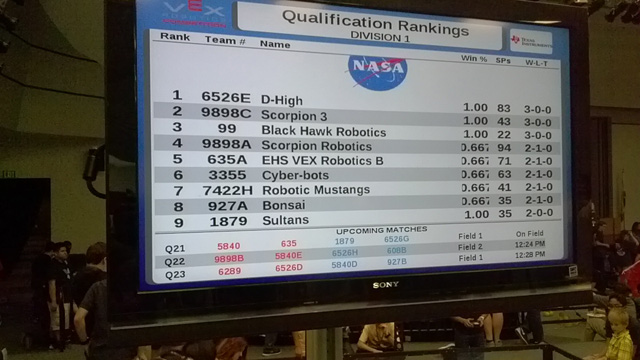 VEX
Qualification Rankings
DIVISION 1
TEXAS INSTRUMENTS
Rank Team # Name Win % SPs W-L-T
NASA
1 6526E D-High 1.00 83 3-0-0
2 9898C Scorpion 3 1.00 43 3-0-0
3 99 Black Hawk Robotics 1.00 22 3-0-0
4 9898A Scorpion Robotics 0.667 94 2-1-0
5 635A EHS VEX Robotics B 0.667 71 2-1-0
6 3355 Cyber-bots 0.667 63 2-1-0
7 7422H Robotic Mustangs 0.667 41 2-1-0
8 927A Bonsai 0.667 35 2-1-0
9 1879 Sultans 1.00 35 2-0-0
UPCOMING MATCHES
Q21 5840 635 1879 6526G Field 1 On Field
Q22 9898B 5840E 6526H 608B Field 2 12:24 PM
Q23 6289 6526D 5840D 927B Field 1 12:28 PM
SONY